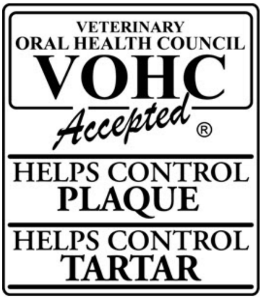 VETERINARY
ORAL HEALTH COUNCIL
VOHC
Accepted ®
HELPS CONTROL
PLAQUE
HELPS CONTROL
TARTAR